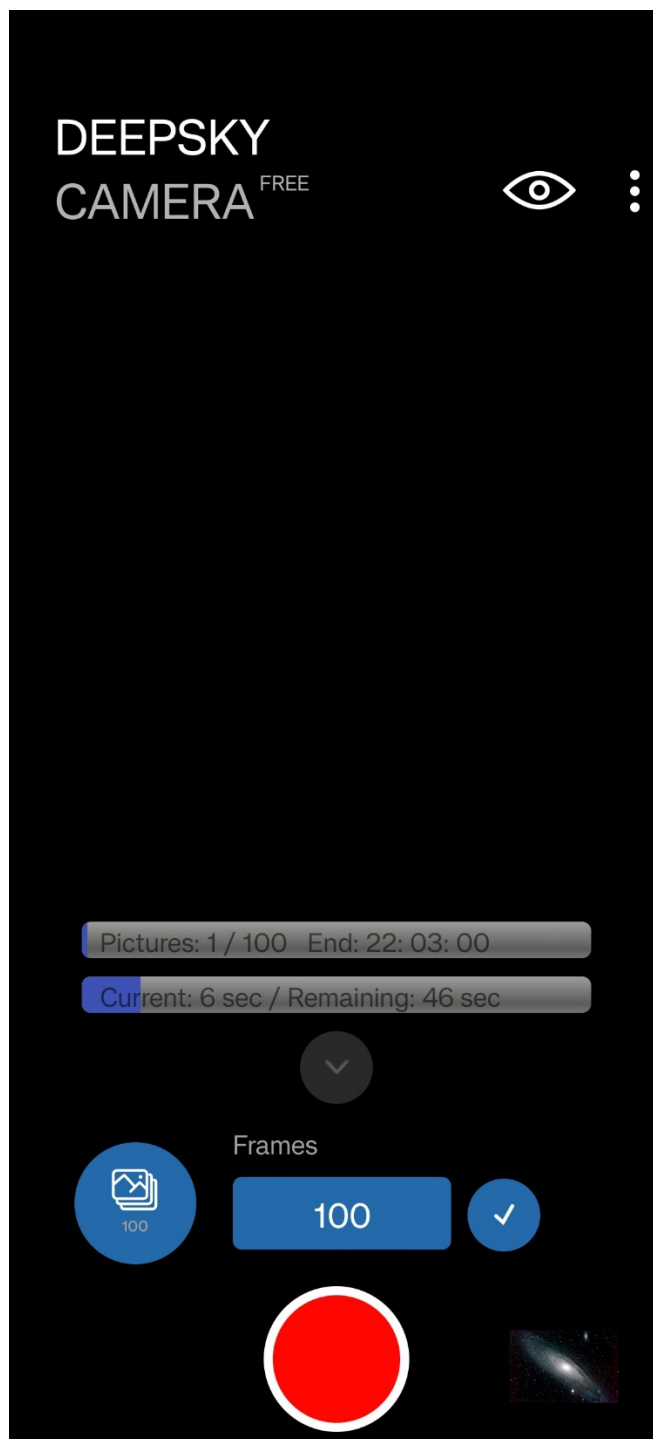 DEEPSKY
CAMERA FREE
Pictures: 1 / 100 End: 22: 03: 00
Current: 6 sec / Remaining: 46 sec
Frames
100
100